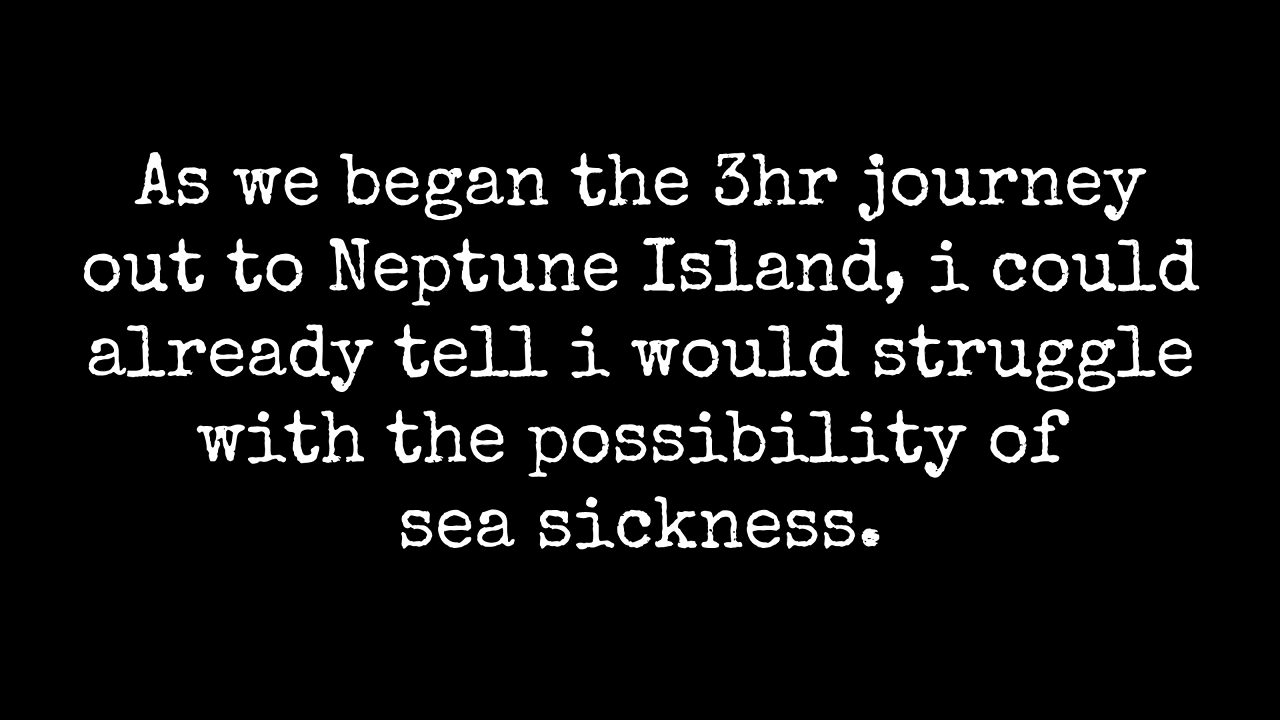 As we began the 3hr journey
out to Neptune Island, i could
already tell i would struggle
with the possibility of
sea sickness.